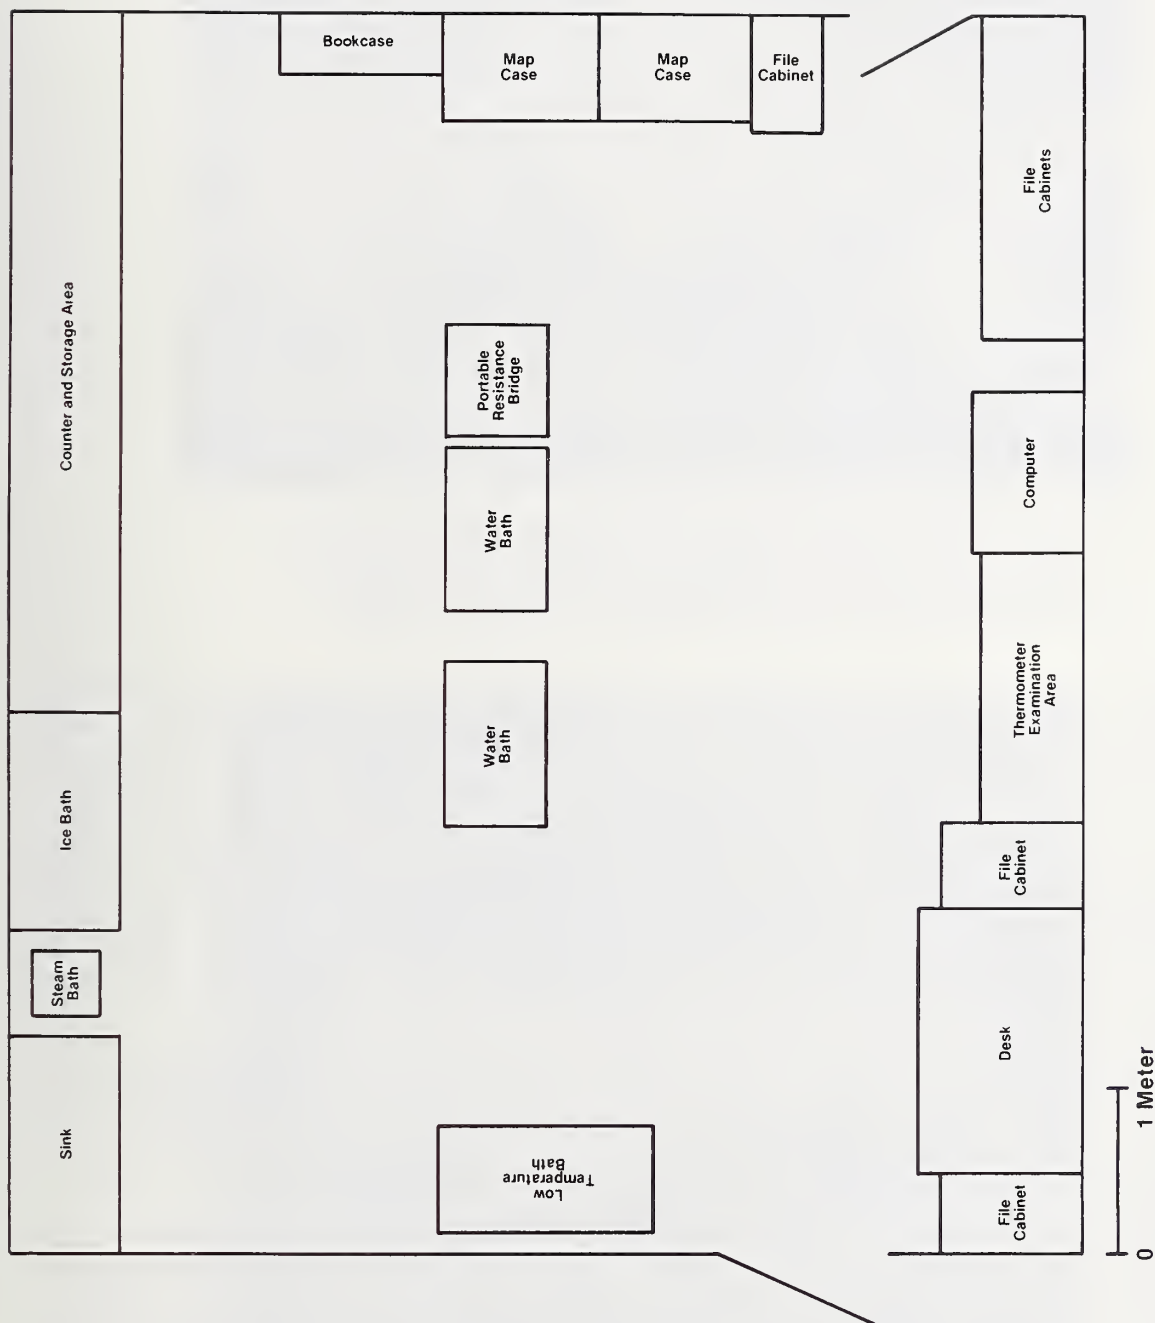 Bookcase
Map
Case
Map
Case
File
Cabinet
File
Cabinets
Counter and Storage Area
Portable
Resistance
Bridge
Water
Bath
Computer
Water
Bath
Thermometer
Examination
Area
Ice Bath
File
Cabinet
Steam
Bath
Desk
Sink
Low
Temperature
Bath
File
Cabinet
0 1 Meter